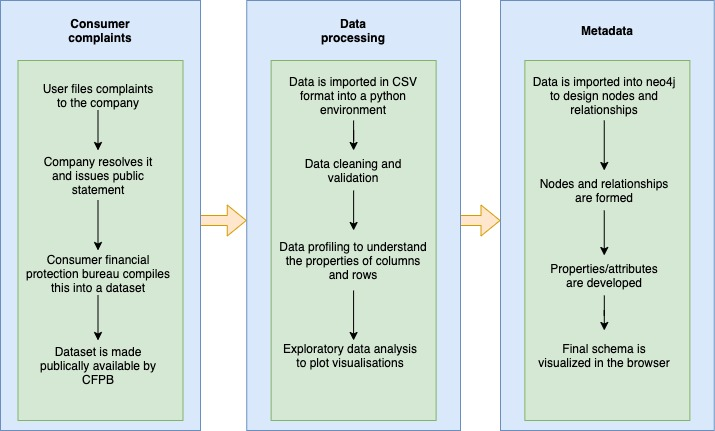 Consumer
complaints
User files complaints
to the company
Company resolves it
and issues public
statement
Consumer financial
protection bureau compiles
this into a dataset
Dataset is made
publically available by
CFPB
Data
processing
Data is imported in CSV
format into a python
environment
Data cleaning and
validation
Data profiling to understand
the properties of columns
and rows
Exploratory data analysis
to plot visualisations
Metadata
Data is imported into neo4j
to design nodes and
relationships
Nodes and relationships
are formed
Properties/attributes
are developed
Final schema is
visualized in the browser